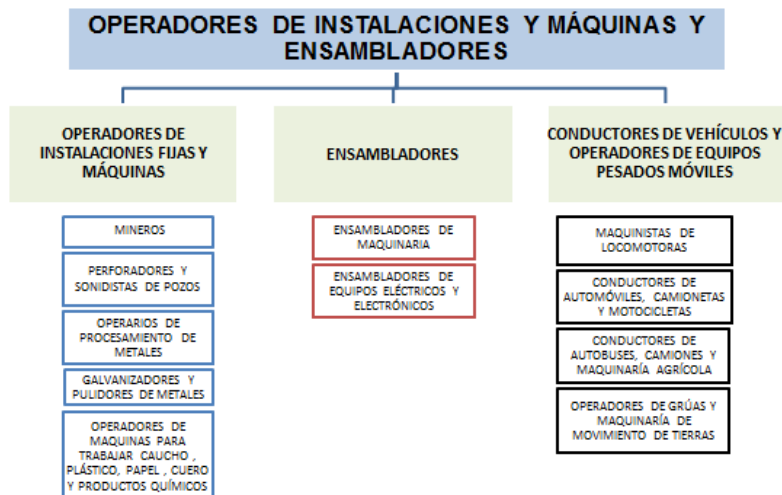 OPERADORES DE INSTALACIONES Y MÁQUINAS Y
ENSAMBLADORES
OPERADORES DE
INSTALACIONES FIJAS Y
MÁQUINAS
MINEROS
PERFORADORES Y
SONIDISTAS DE POZOS
OPERARIOS DE
PROCESAMIENTO DE
METALES
GALVANIZADORES Y
PULIDORES DE METALES
OPERADORES DE
MAQUINAS PARA
TRABAJAR CAUCHO ,
PLÁSTICO, PAPEL , CUERO
Y PRODUCTOS QUÍMICOS
ENSAMBLADORES
ENSAMBLADORES DE
MAQUINARIA
ENSAMBLADORES DE
EQUIPOS ELÉCTRICOS Y
ELECTRÓNICOS
CONDUCTORES DE VEHÍCULOS Y
OPERADORES DE EQUIPOS
PESADOS MÓVILES
MAQUINISTAS DE
LOCOMOTORAS
CONDUCTORES DE
AUTOMÓVILES, CAMIONETAS
Y MOTOCICLETAS
CONDUCTORES DE
AUTOBUSES, CAMIONES Y
MAQUINARÍA AGRÍCOLA
OPERADORES DE GRÚAS Y
MAQUINARÍA DE
MOVIMIENTO DE TIERRAS